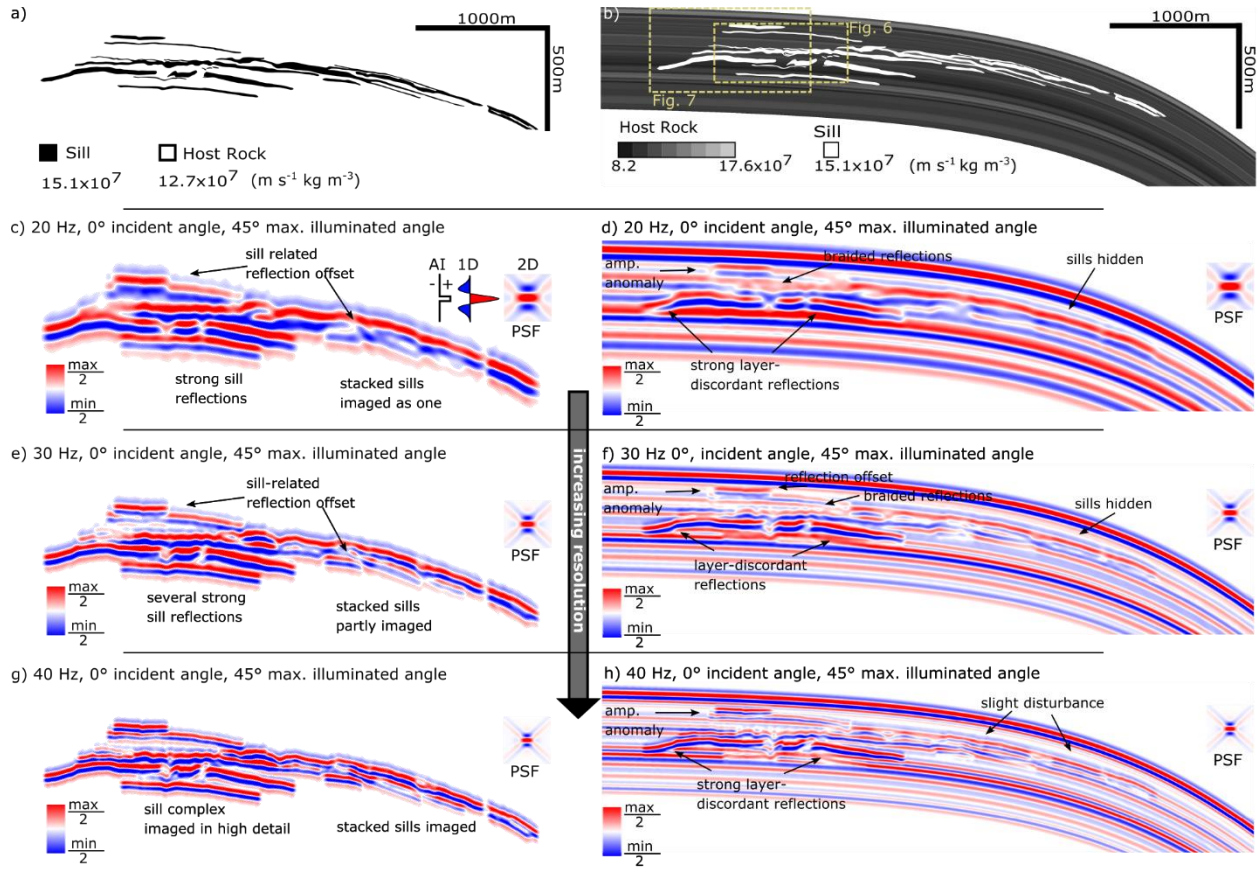 a)
1000m
500m
Sill
Host Rock
15.1x10⁷
12.7x10⁷
(m s⁻¹ kg m⁻³)
b)
1000m
500m
Fig. 6
Fig. 7
Host Rock
Sill
8.2
17.6x10⁷
15.1x10⁷
(m s⁻¹ kg m⁻³)
c) 20 Hz, 0° incident angle, 45° max. illuminated angle
sill related
reflection offset
AI
1D
2D
- +
PSF
max
2
min
2
strong sill
reflections
stacked sills
imaged as one
d) 20 Hz, 0° incident angle, 45° max. illuminated angle
amp.
anomaly
braided reflections
sills hidden
PSF
strong layer-
discordant reflections
max
2
min
2
increasing resolution
e) 30 Hz, 0° incident angle, 45° max. illuminated angle
sill-related
reflection offset
PSF
max
2
min
2
several strong
sill reflections
stacked sills
partly imaged
f) 30 Hz 0°, incident angle, 45° max. illuminated angle
reflection offset
amp.
anomaly
braided reflections
sills hidden
PSF
layer-discordant
reflections
max
2
min
2
g) 40 Hz, 0° incident angle, 45° max. illuminated angle
PSF
max
2
min
2
sill complex
imaged in high detail
stacked sills imaged
h) 40 Hz, 0° incident angle, 45° max. illuminated angle
amp.
anomaly
slight disturbance
PSF
strong layer-
discordant reflections
max
2
min
2